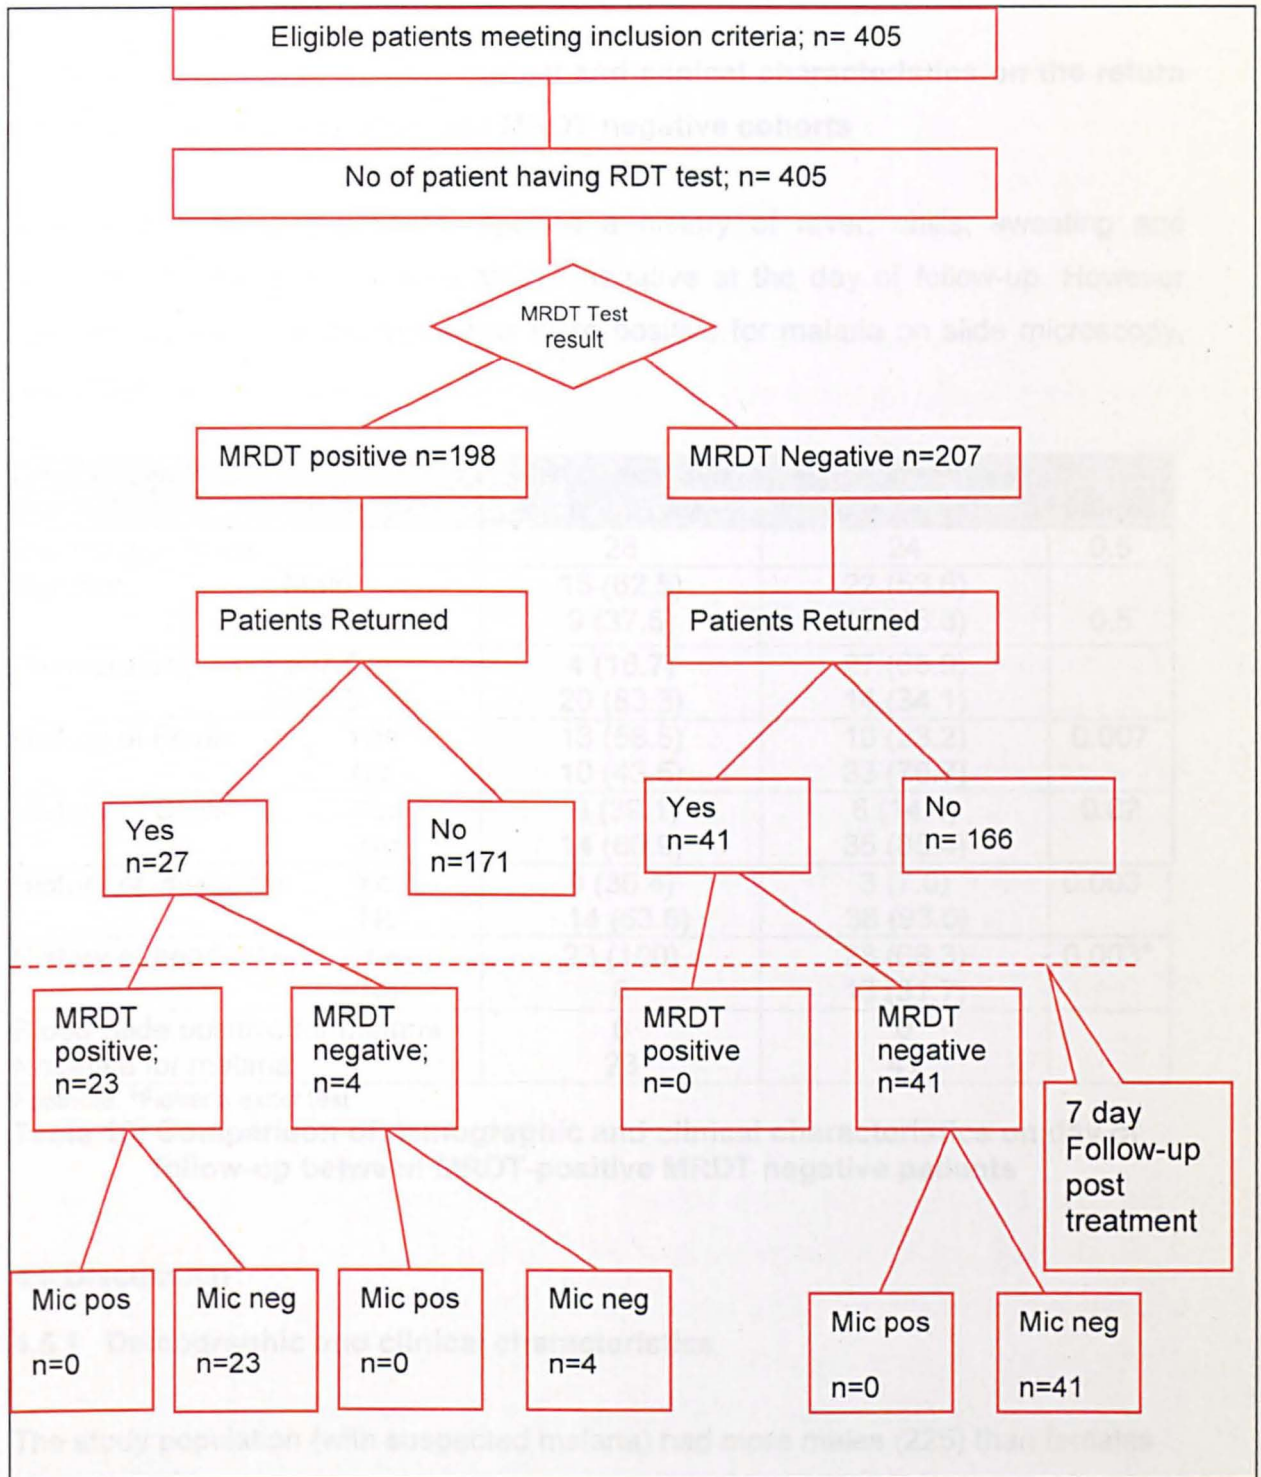 Eligible patients meeting inclusion criteria; n= 405
No of patient having RDT test; n= 405
MRDT Test
result
MRDT positive n=198
MRDT Negative n=207
Patients Returned
Patients Returned
Yes
n=27
No
n=171
Yes
n=41
No
n= 166
MRDT
positive;
n=23
MRDT
negative;
n=4
MRDT
positive
n=0
MRDT
negative
n=41
7 day
Follow-up
post
treatment
Mic pos
n=0
Mic neg
n=23
Mic pos
n=0
Mic neg
n=4
Mic pos
n=0
Mic neg
n=41